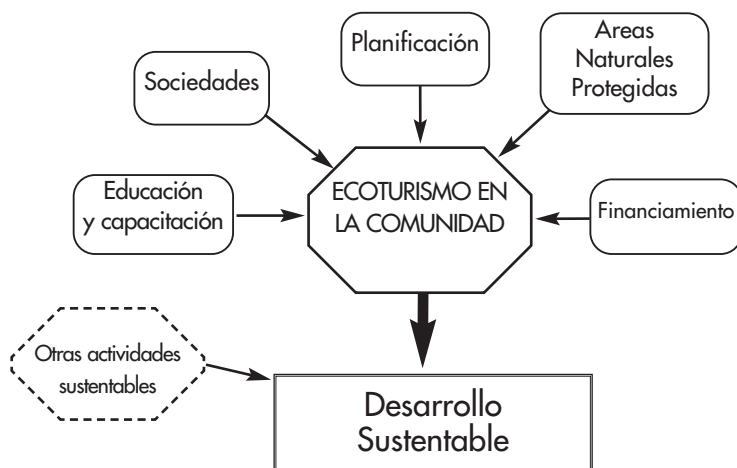 Planificación
Areas
Naturales
Protegidas
Sociedades
ECOTURISMO EN
LA COMUNIDAD
Educación
y capacitación
Financiamiento
Otras actividades
sustentables
Desarrollo
Sustentable